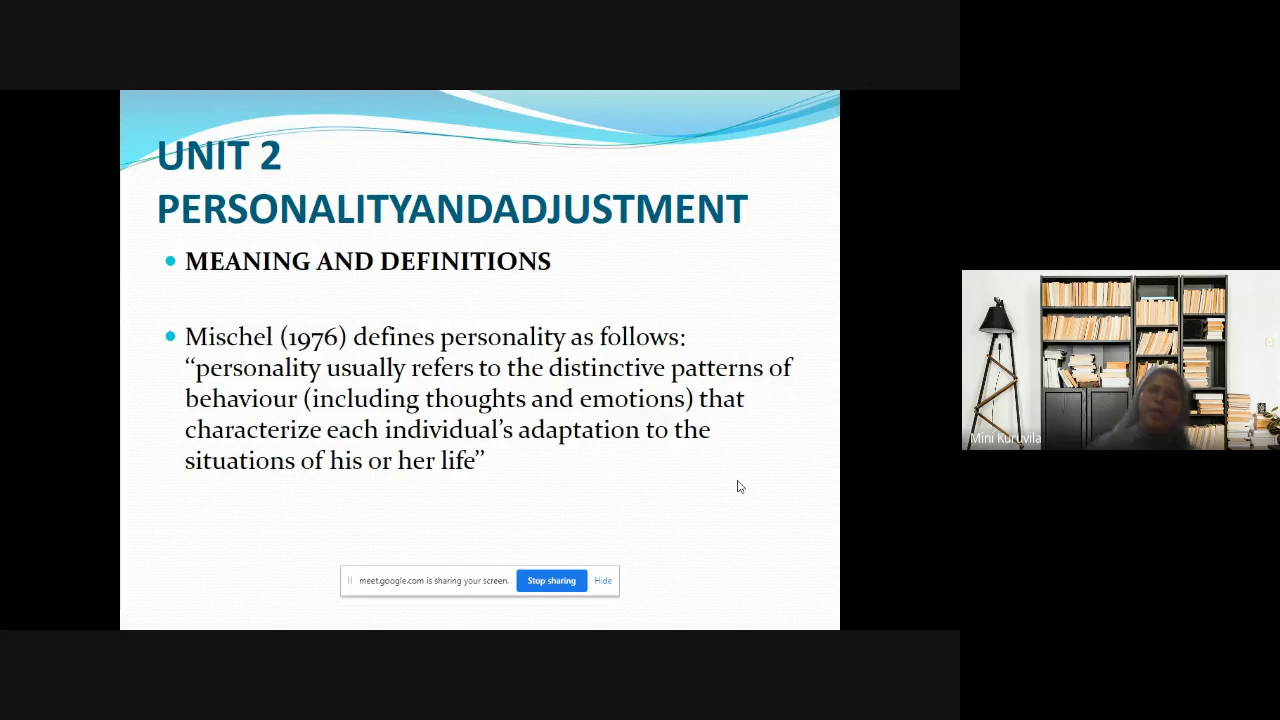 UNIT 2
PERSONALITYANDADJUSTMENT
MEANING AND DEFINITIONS
Mischel (1976) defines personality as follows:
“personality usually refers to the distinctive patterns of
behaviour (including thoughts and emotions) that
characterize each individual’s adaptation to the
situations of his or her life”
meet.google.com is sharing your screen. Stop sharing Hide
Mini Kuruvila